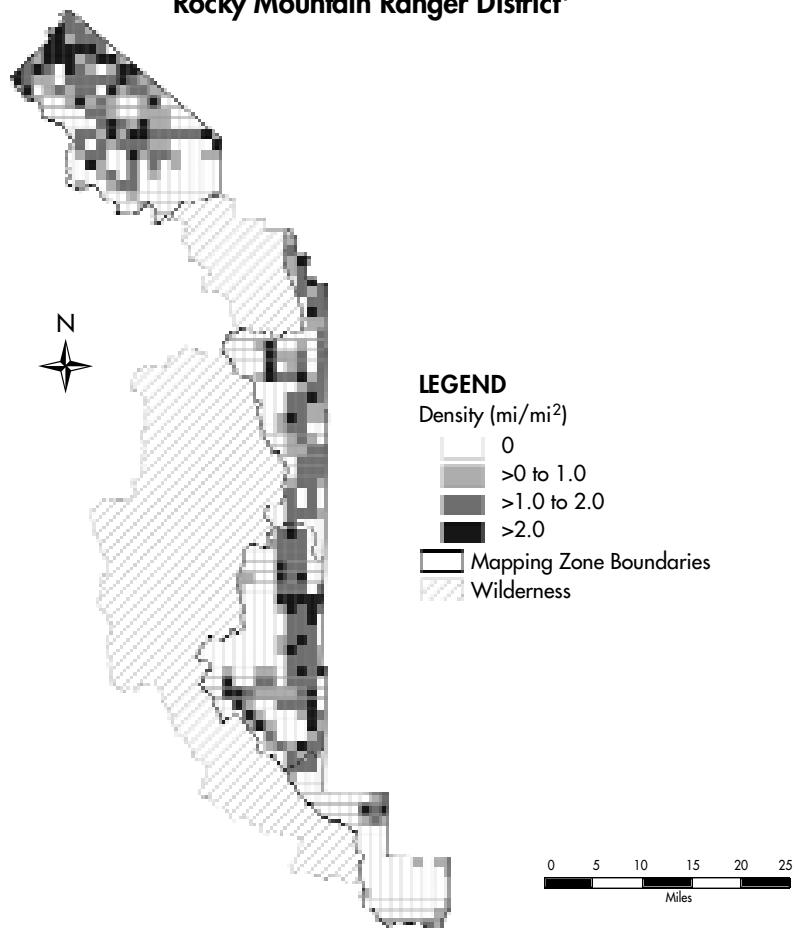 Rocky Mountain Ranger District
N
LEGEND
Density (mi/mi²)
0
>0 to 1.0
>1.0 to 2.0
>2.0
Mapping Zone Boundaries
Wilderness
0 5 10 15 20 25
Miles